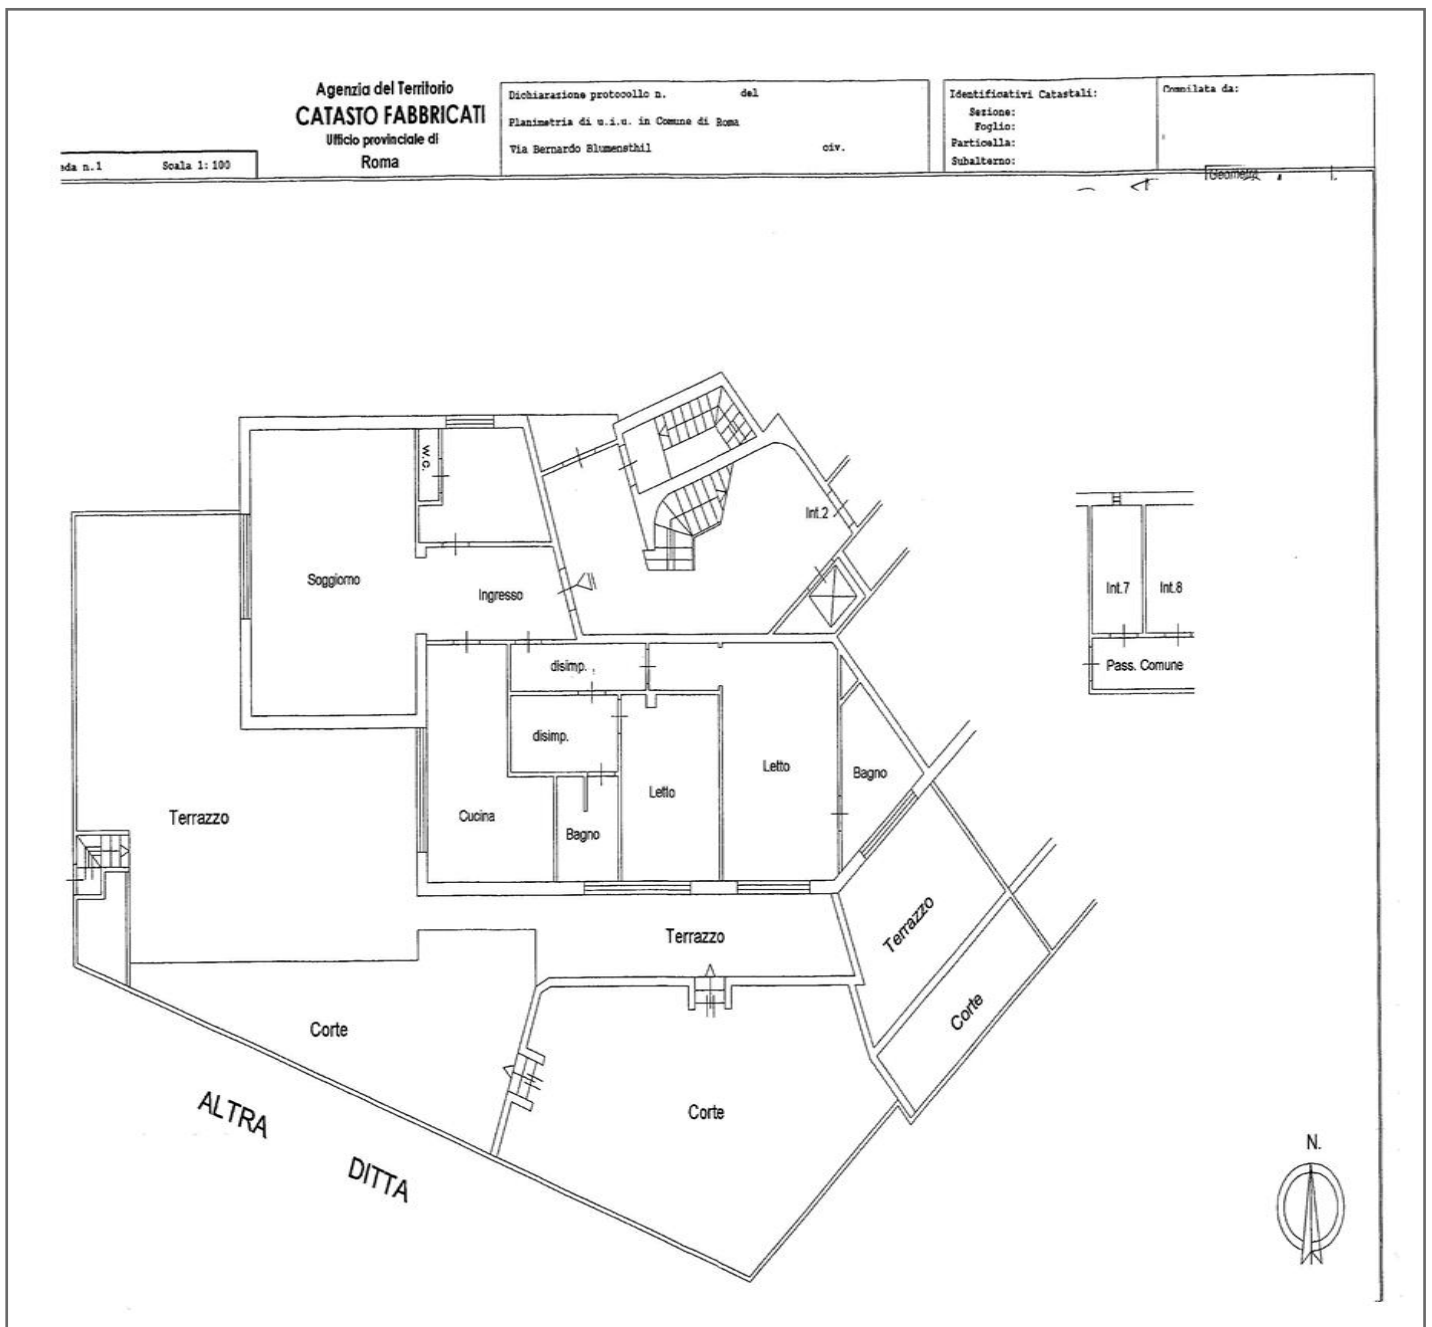 Agenzia del Territorio
CATASTO FABBRICATI
Ufficio provinciale di
Roma
n.1 Scala 1: 100
Dichiarazione protocollo n. del
Planimetria di u.i.u. in Comune di Roma
Via Bernardo Blumensthil civ.
Identificativi Catastali:
Sezione:
Foglio:
Particella:
Subalterno:
Compilata da:
Geometra
W.C.
Int.2
Soggiorno
Ingresso
Int.7
Int.8
disimp.
Pass. Comune
disimp.
Letto
Bagno
Letto
Terrazzo
Cucina
Bagno
Terrazzo
Terrazzo
Corte
Corte
Corte
ALTRA
DITTA
N.